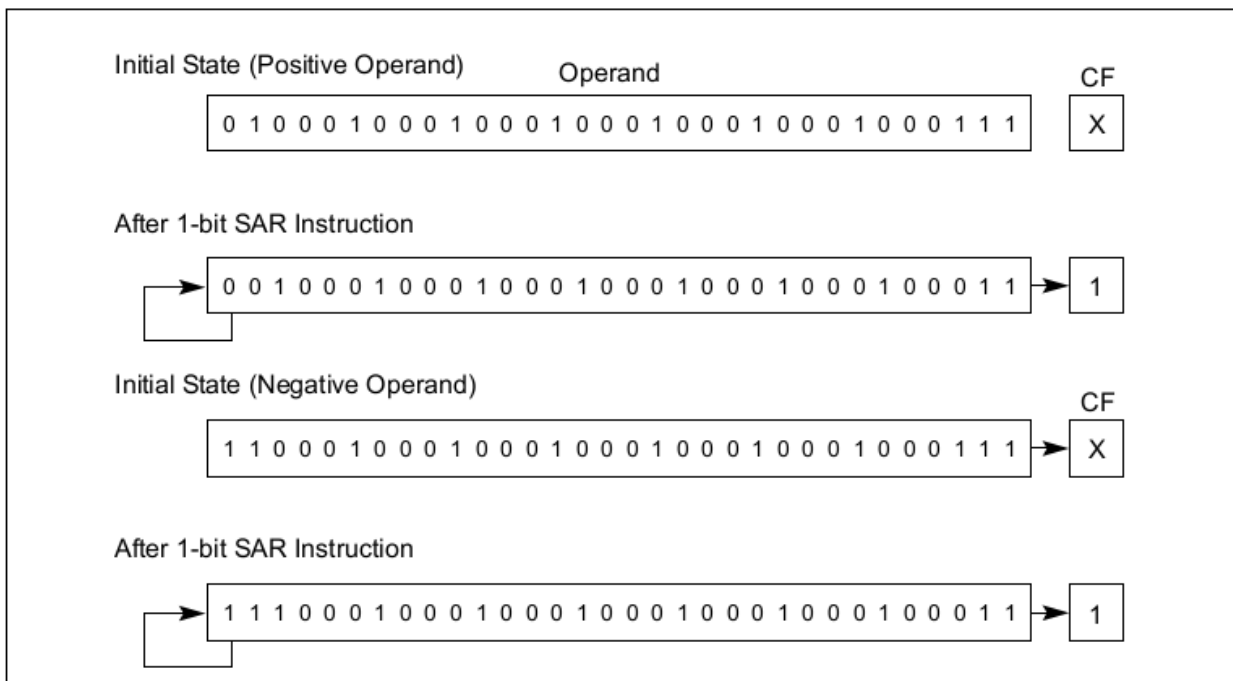 Initial State (Positive Operand) Operand CF
0 1 0 0 0 1 0 0 0 1 0 0 0 1 0 0 0 1 0 0 0 1 0 0 0 1 0 0 0 1 1 1 X
After 1-bit SAR Instruction
0 0 1 0 0 0 1 0 0 0 1 0 0 0 1 0 0 0 1 0 0 0 1 0 0 0 1 0 0 0 1 1 1
Initial State (Negative Operand) CF
1 1 0 0 0 1 0 0 0 1 0 0 0 1 0 0 0 1 0 0 0 1 0 0 0 1 0 0 0 1 1 1 X
After 1-bit SAR Instruction
1 1 1 0 0 0 1 0 0 0 1 0 0 0 1 0 0 0 1 0 0 0 1 0 0 0 1 0 0 0 1 1 1